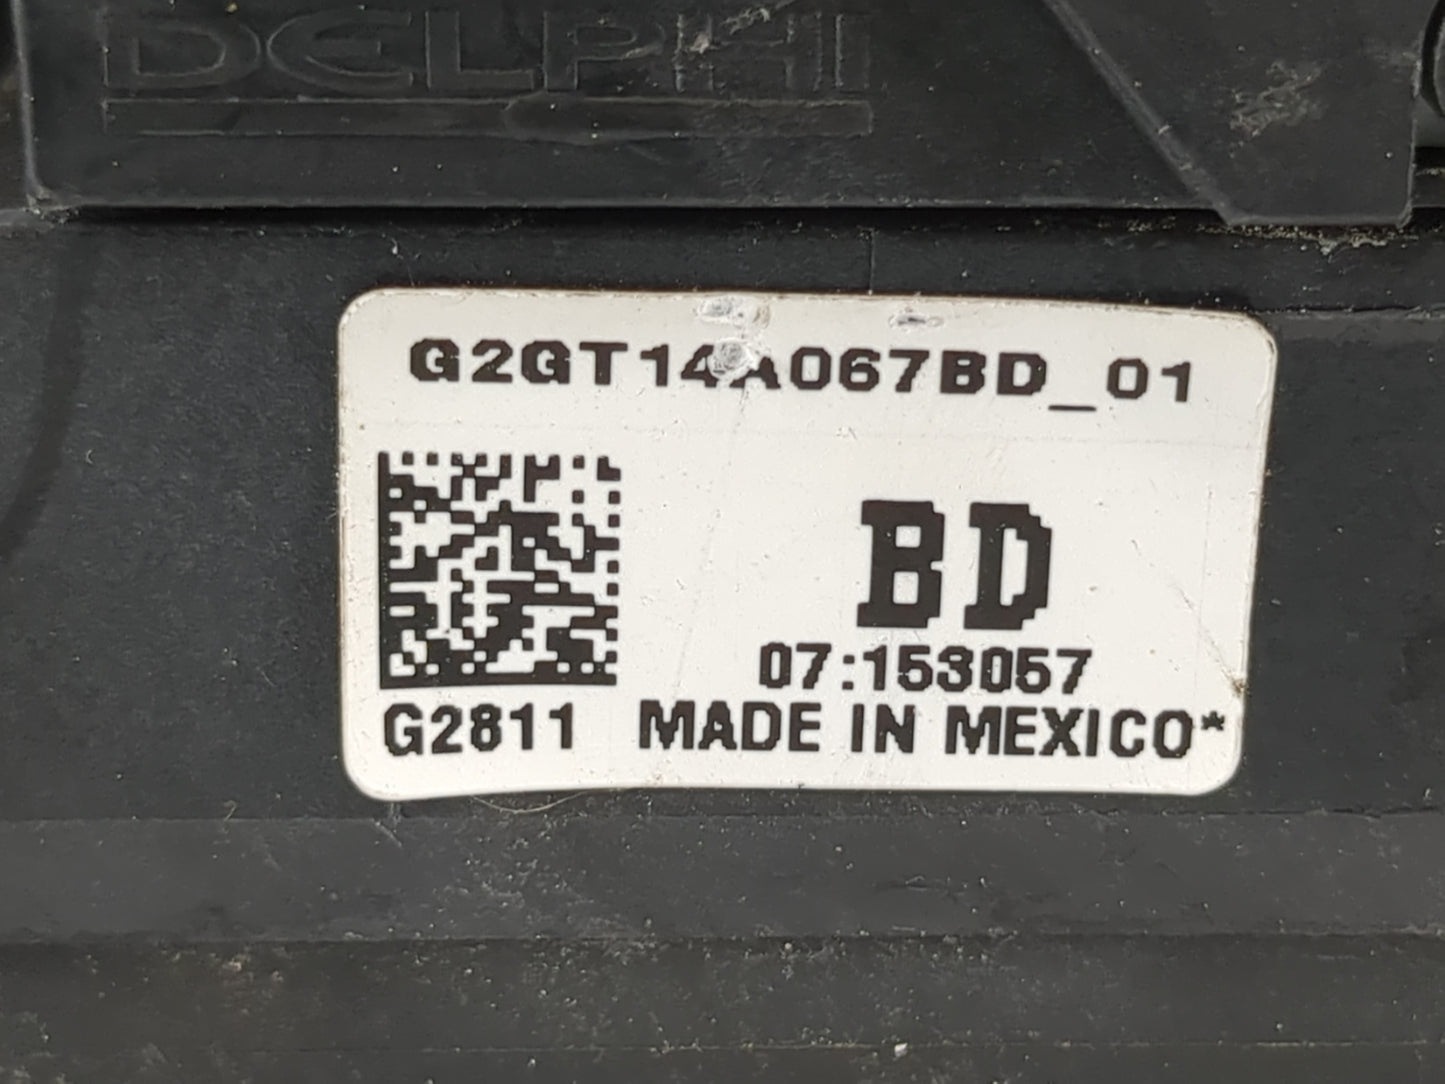 DELPHI
G2GT14A067BD_01
BD
07:153057
G2811 MADE IN MEXICO*